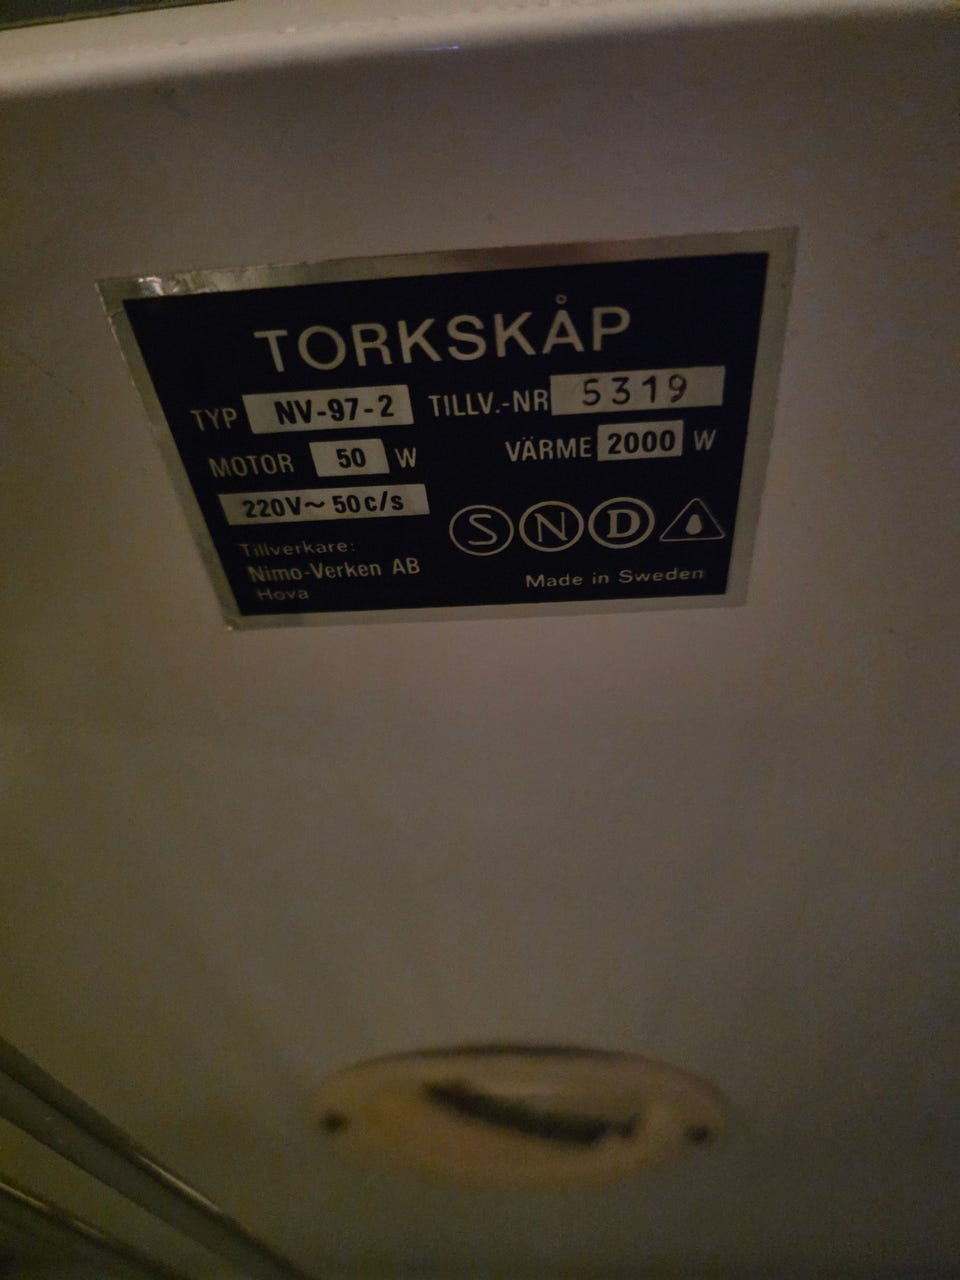 TORKSKÅP
TYP NV-97-2 TILLV.-NR 5319
MOTOR 50 W VÄRME 2000 W
220V~ 50c/s
S N D
Tillverkare:
Nimo-Verken AB
Hova
Made in Sweden